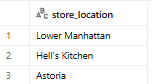 store_location
1 Lower Manhattan
2 Hell's Kitchen
3 Astoria